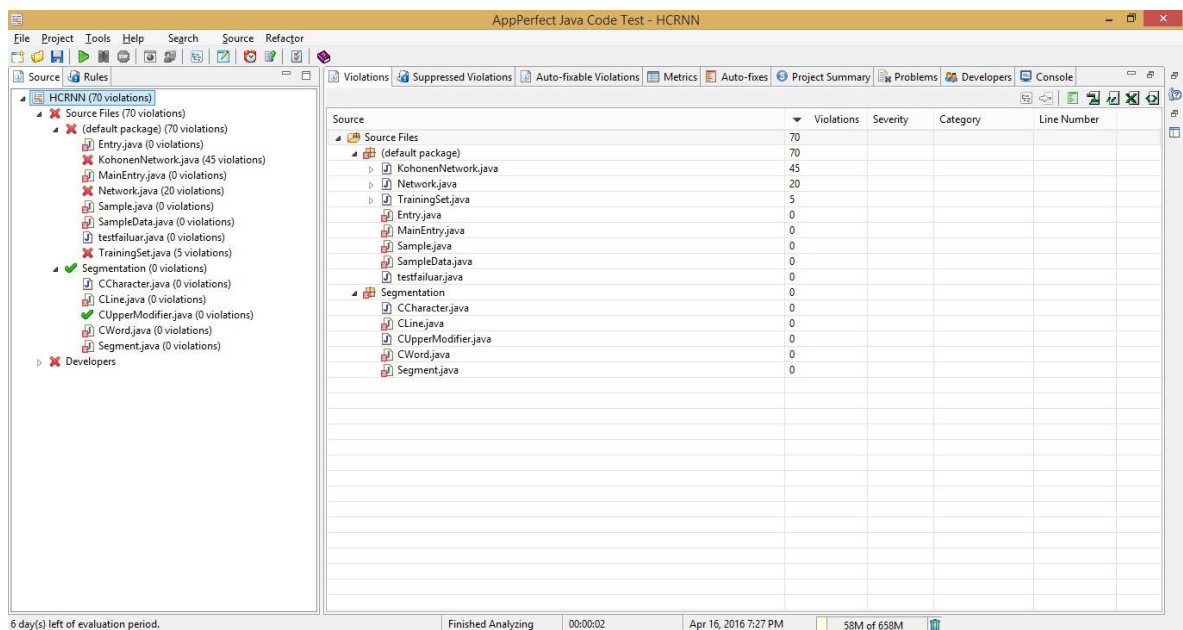 AppPerfect Java Code Test - HCRNN
File Project Tools Help Search Source Refactor
Source Rules
HCRNN (70 violations)
Source Files (70 violations)
(default package) (70 violations)
Entry.java (0 violations)
KohonenNetwork.java (45 violations)
MainEntry.java (0 violations)
Network.java (20 violations)
Sample.java (0 violations)
SampleData.java (0 violations)
testfailuar.java (0 violations)
TrainingSet.java (5 violations)
Segmentation (0 violations)
CCharacter.java (0 violations)
CLine.java (0 violations)
CUpperModifier.java (0 violations)
CWord.java (0 violations)
Segment.java (0 violations)
Developers
Violations Suppressed Violations Auto-fixable Violations Metrics Auto-fixes Project Summary Problems Developers Console
Source Violations Severity Category Line Number
Source Files 70
(default package) 70
KohonenNetwork.java 45
Network.java 20
TrainingSet.java 5
Entry.java 0
MainEntry.java 0
Sample.java 0
SampleData.java 0
testfailuar.java 0
Segmentation 0
CCharacter.java 0
CLine.java 0
CUpperModifier.java 0
CWord.java 0
Segment.java 0
6 day(s) left of evaluation period. Finished Analyzing 00:00:02 Apr 16, 2016 7:27 PM 58M of 658M